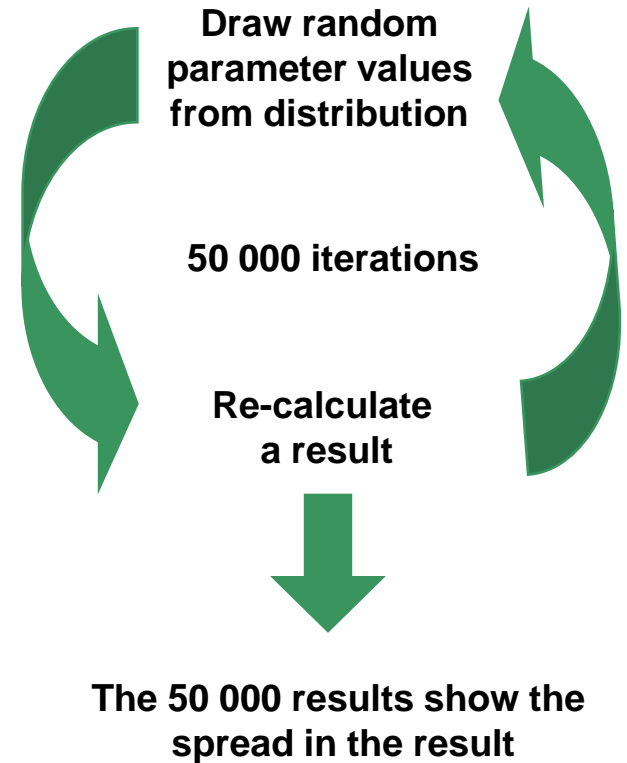 Draw random
parameter values
from distribution
50 000 iterations
Re-calculate
a result
The 50 000 results show the
spread in the result